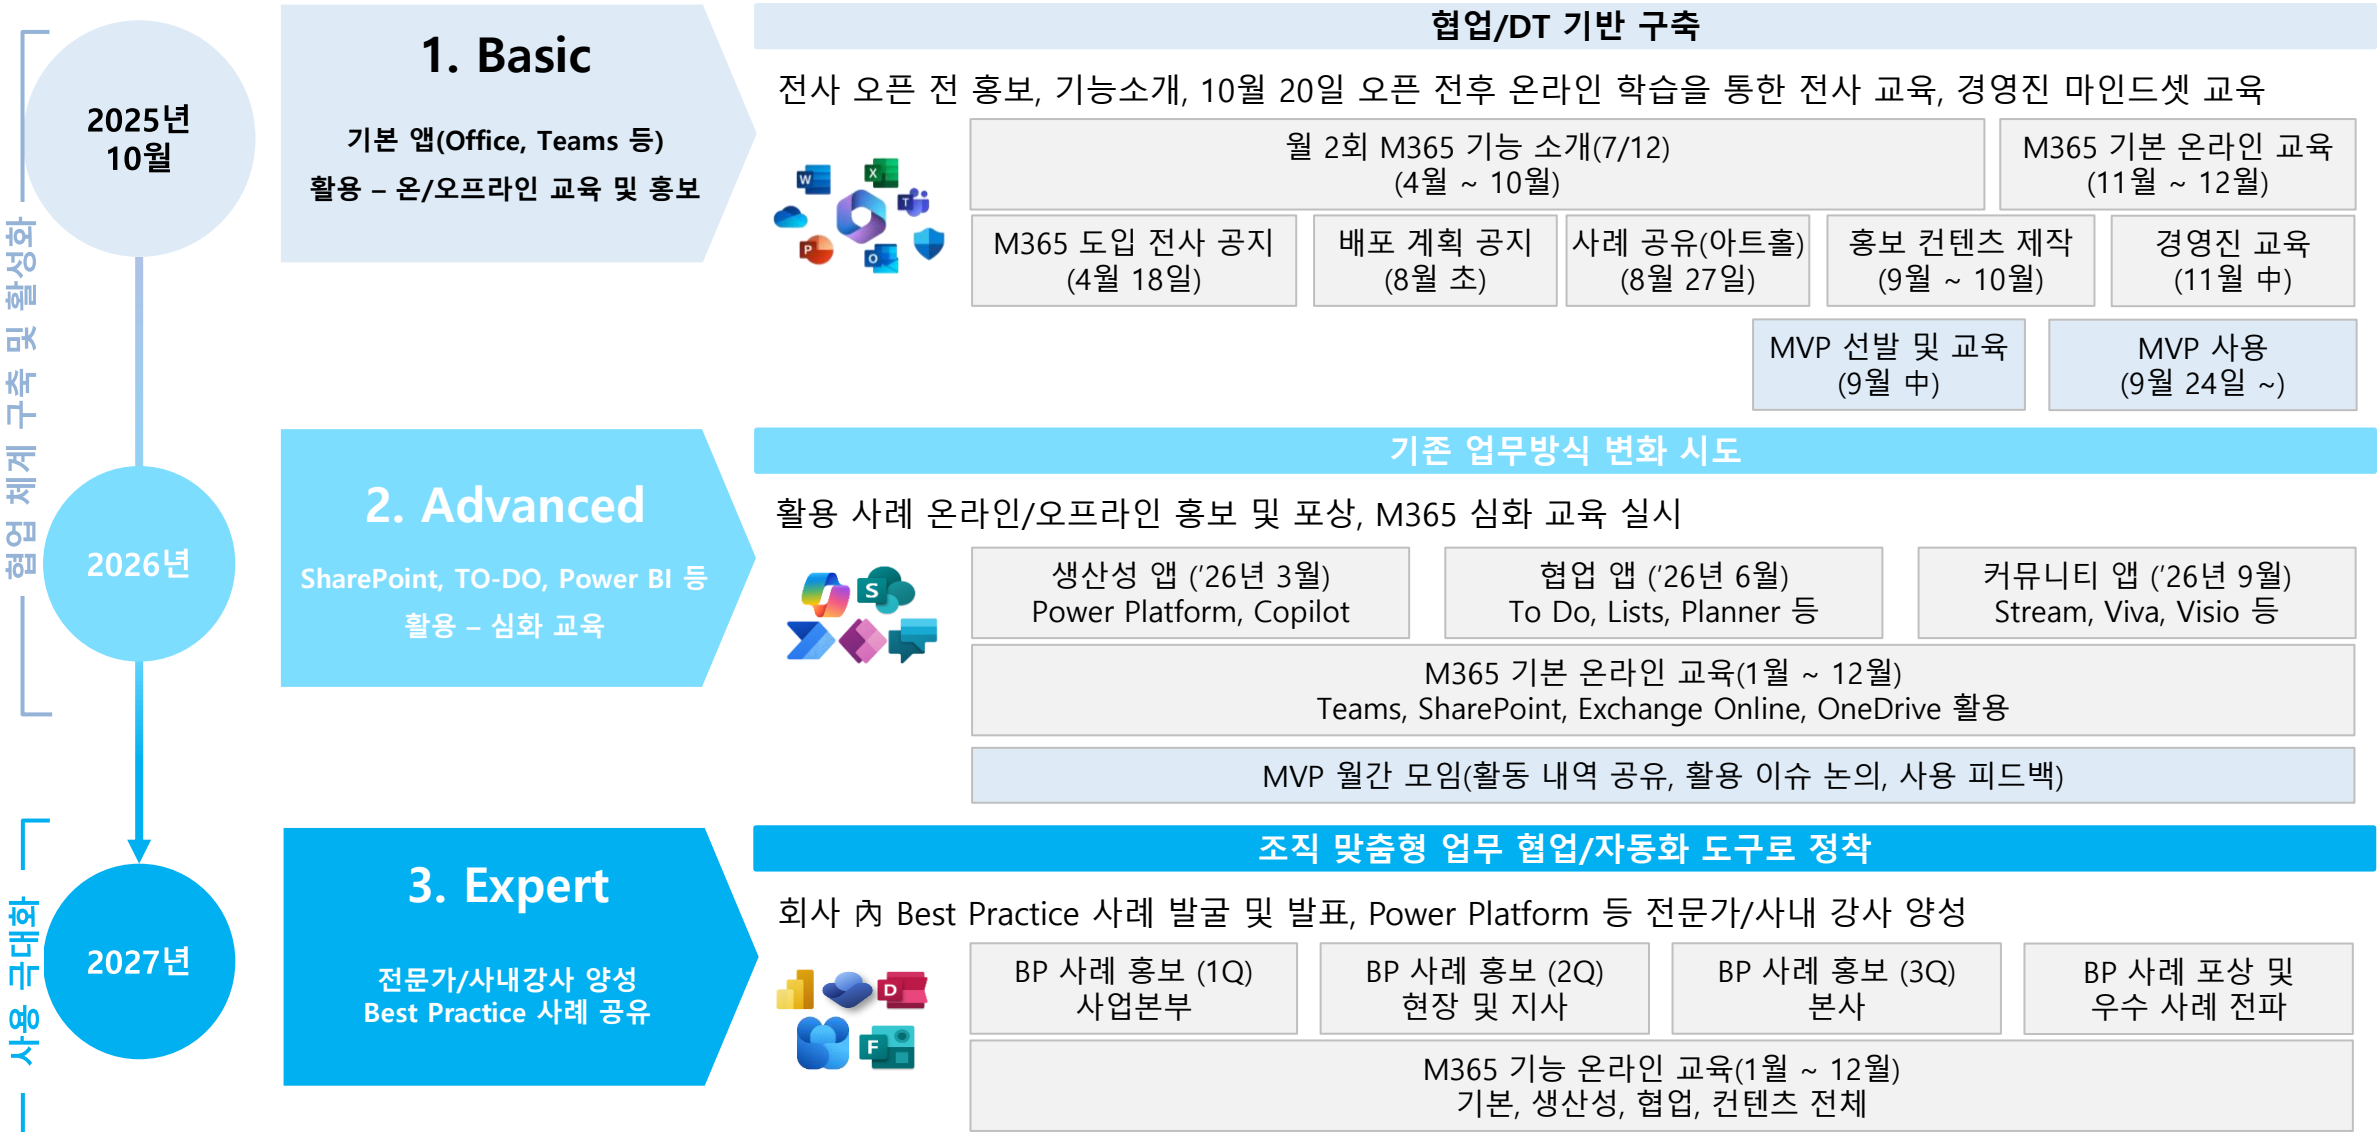 협업 체계 구축 및 활성화
2025년
10월
1. Basic
기본 앱(Office, Teams 등)
활용 – 온/오프라인 교육 및 홍보
협업/DT 기반 구축
전사 오픈 전 홍보, 기능소개, 10월 20일 오픈 전후 온라인 학습을 통한 전사 교육, 경영진 마인드셋 교육
월 2회 M365 기능 소개(7/12)
(4월 ~ 10월)
M365 기본 온라인 교육
(11월 ~ 12월)
M365 도입 전사 공지
(4월 18일)
배포 계획 공지
(8월 초)
사례 공유(아트홀)
(8월 27일)
홍보 컨텐츠 제작
(9월 ~ 10월)
경영진 교육
(11월 中)
MVP 선발 및 교육
(9월 中)
MVP 사용
(9월 24일 ~)
2026년
2. Advanced
SharePoint, TO-DO, Power BI 등
활용 – 심화 교육
기존 업무방식 변화 시도
활용 사례 온라인/오프라인 홍보 및 포상, M365 심화 교육 실시
생산성 앱 (’26년 3월)
Power Platform, Copilot
협업 앱 (’26년 6월)
To Do, Lists, Planner 등
커뮤니티 앱 (’26년 9월)
Stream, Viva, Visio 등
M365 기본 온라인 교육(1월 ~ 12월)
Teams, SharePoint, Exchange Online, OneDrive 활용
MVP 월간 모임(활동 내역 공유, 활용 이슈 논의, 사용 피드백)
사용 극대화
2027년
3. Expert
전문가/사내강사 양성
Best Practice 사례 공유
조직 맞춤형 업무 협업/자동화 도구로 정착
회사 內 Best Practice 사례 발굴 및 발표, Power Platform 등 전문가/사내 강사 양성
BP 사례 홍보 (1Q)
사업본부
BP 사례 홍보 (2Q)
현장 및 지사
BP 사례 홍보 (3Q)
본사
BP 사례 포상 및
우수 사례 전파
M365 기능 온라인 교육(1월 ~ 12월)
기본, 생산성, 협업, 컨텐츠 전체
W
X
T
P
O
S
D
F